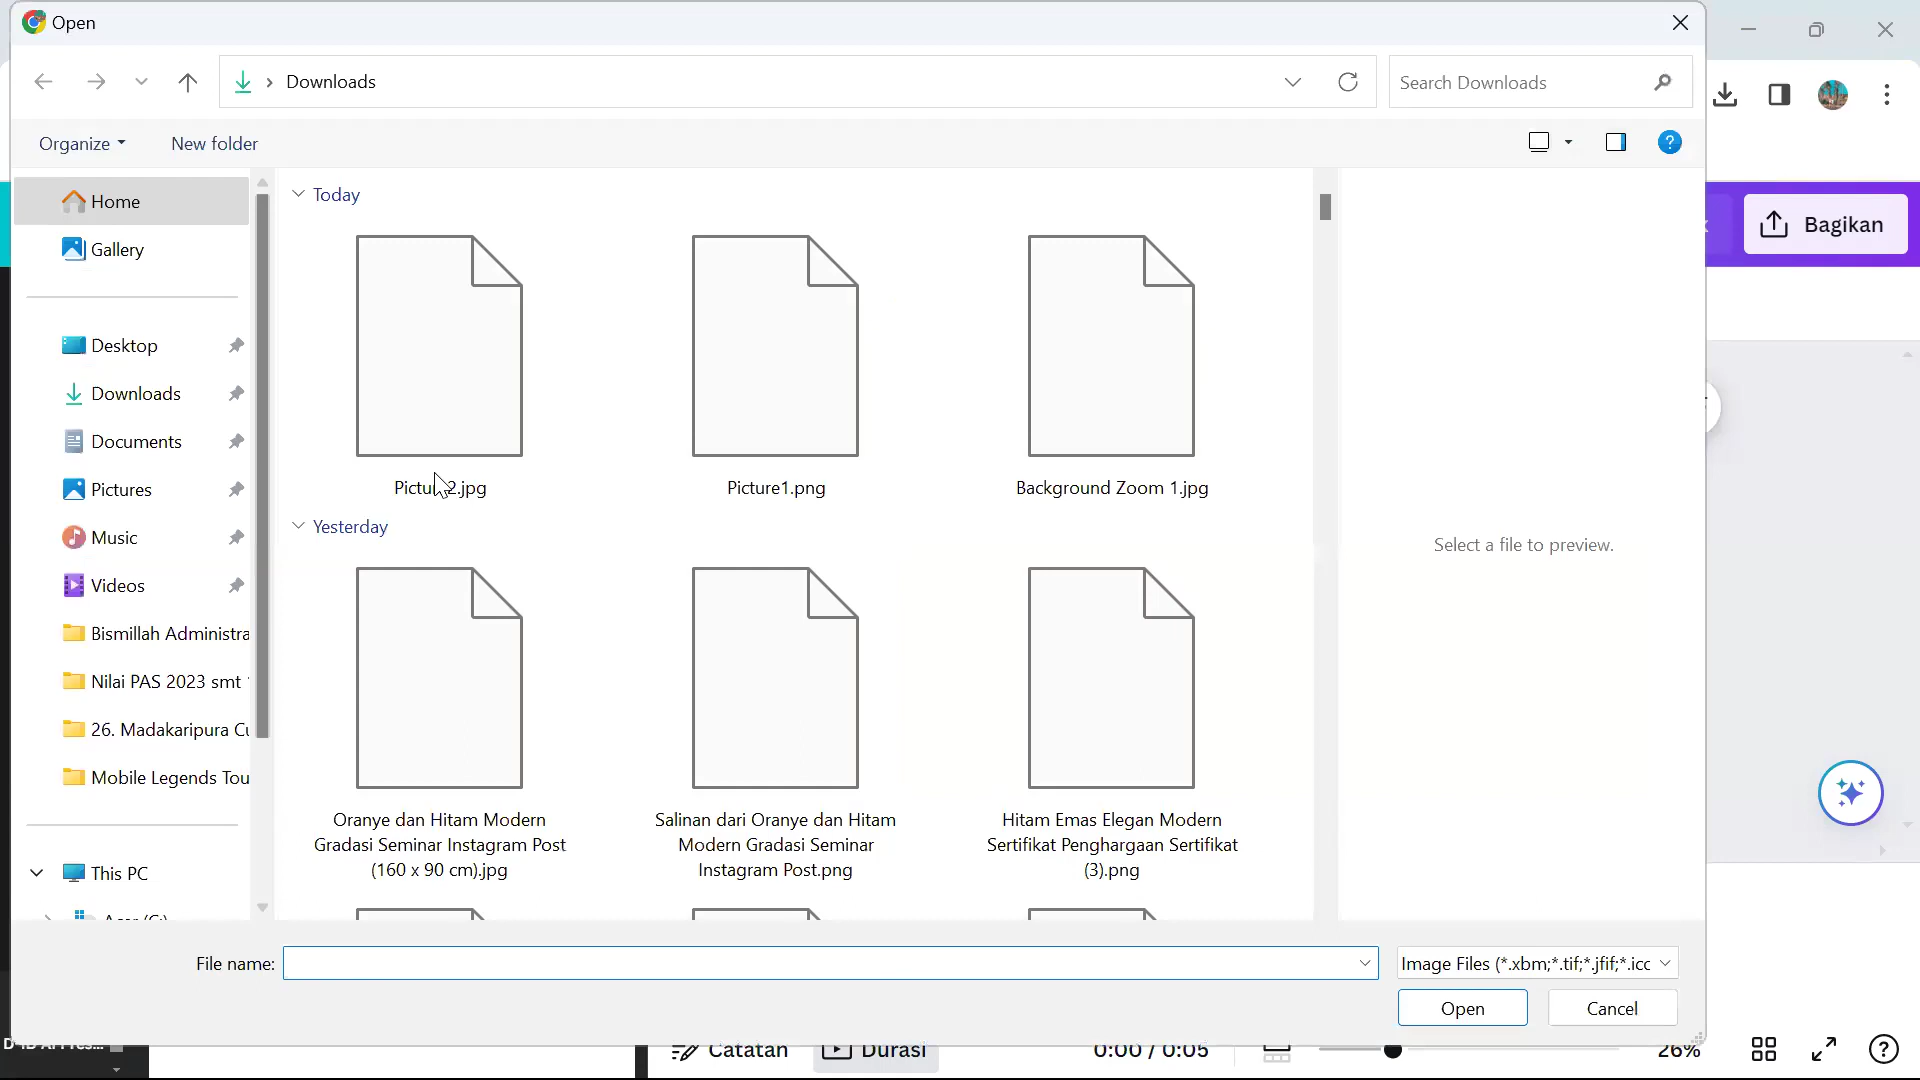 Open
Downloads
Search Downloads
Organize
New folder
Bagikan
Home
Gallery
Desktop
Downloads
Documents
Pictures
Music
Videos
Bismillah Administra
Nilai PAS 2023 smt
26. Madakaripura Cu
Mobile Legends Tou
This PC
Today
Picture1.png
Background Zoom 1.jpg
Yesterday
Oranye dan Hitam Modern
Gradasi Seminar Instagram Post
(160 x 90 cm).jpg
Salinan dari Oranye dan Hitam
Modern Gradasi Seminar
Instagram Post.png
Hitam Emas Elegan Modern
Sertifikat Penghargaan Sertifikat
(3).png
Select a file to preview.
File name:
Image Files (*.xbm;*.tif;*.jfif;*.icc
Open
Cancel
Catatan
Durasi
0:00 / 0:05
26%